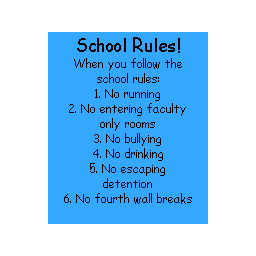 School Rules!
When you follow the
school rules:
1. No running
2. No entering faculty
only rooms
3. No bullying
4. No drinking
5. No escaping
detention
6. No fourth wall breaks